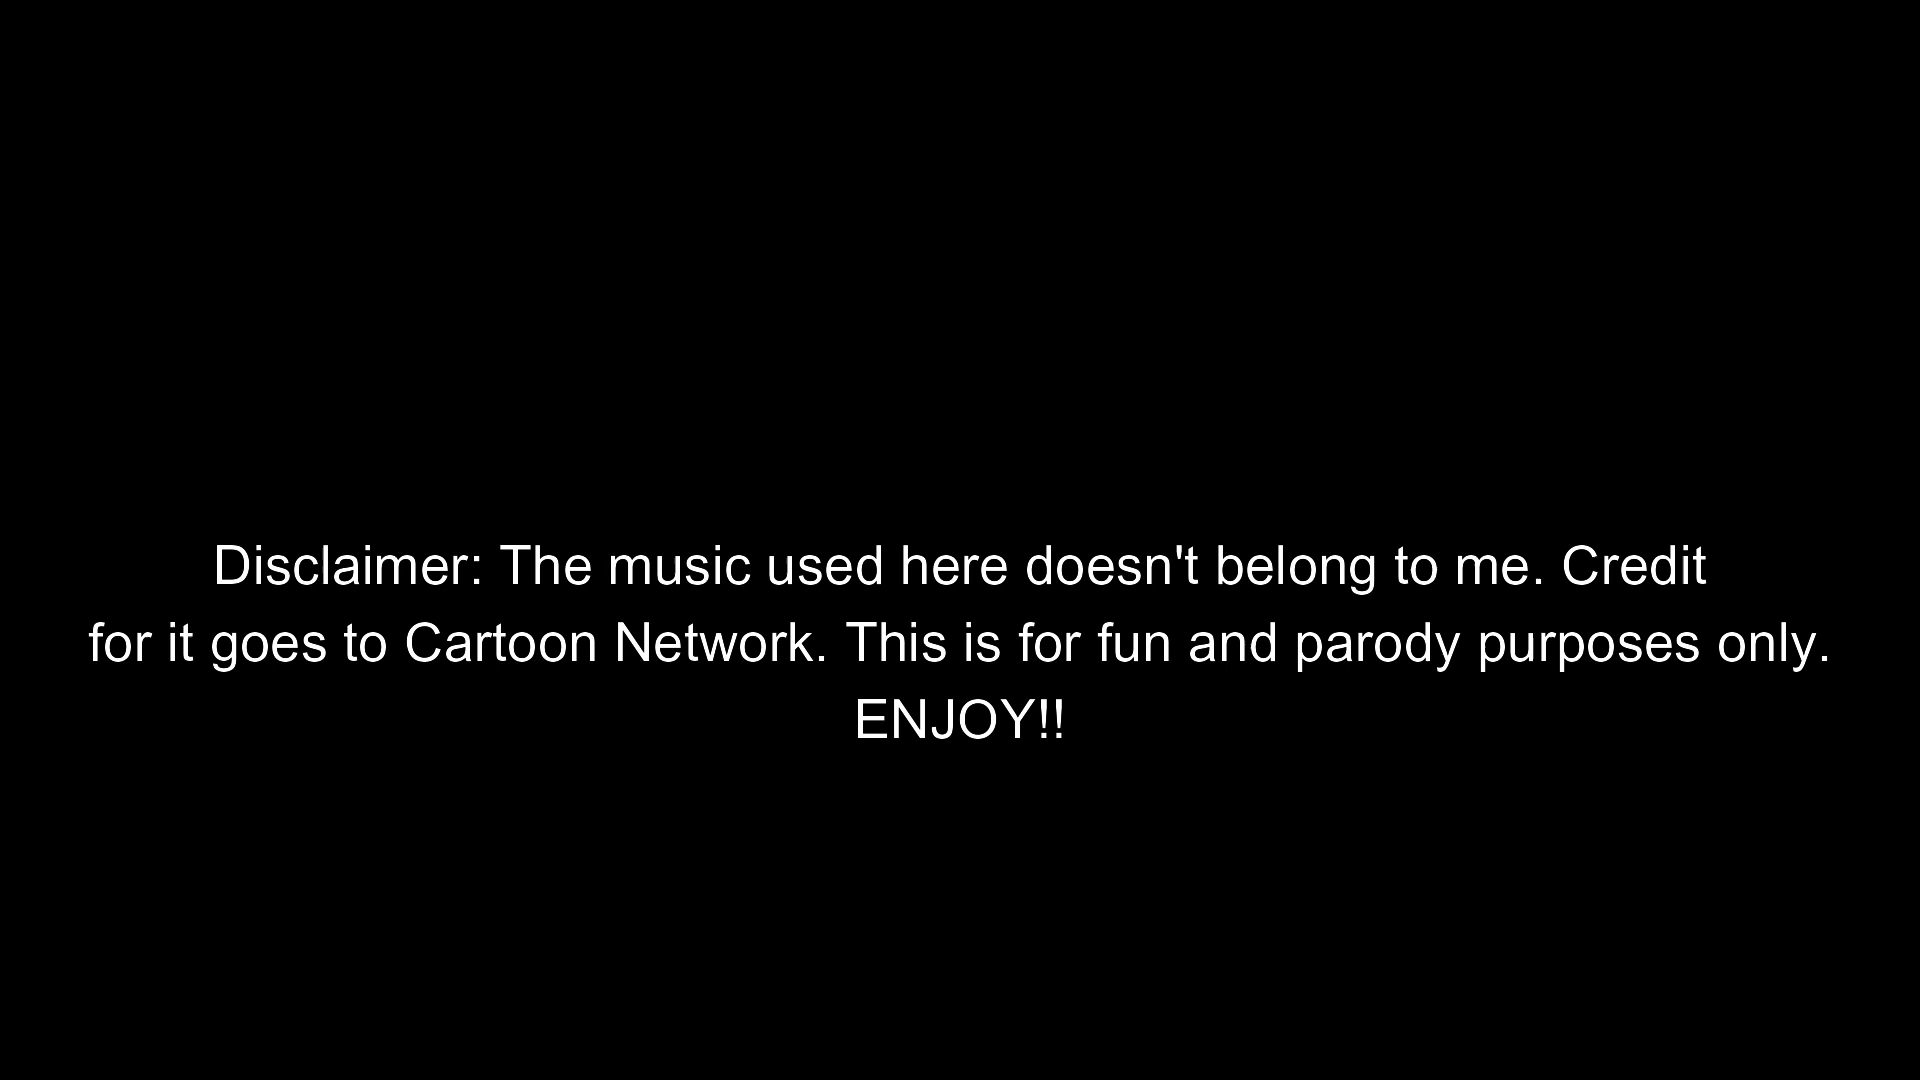 Disclaimer: The music used here doesn't belong to me. Credit
for it goes to Cartoon Network. This is for fun and parody purposes only.
ENJOY!!